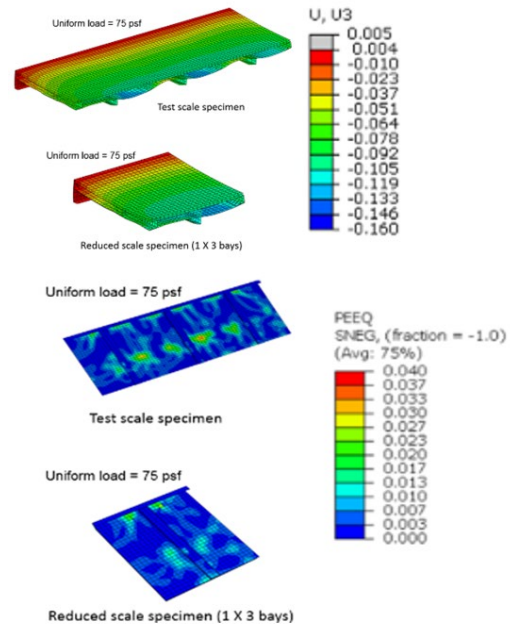 Uniform load = 75 psf
Test scale specimen
Uniform load = 75 psf
Reduced scale specimen (1 X 3 bays)
U, U3
0.005
0.004
-0.010
-0.023
-0.037
-0.051
-0.064
-0.078
-0.092
-0.105
-0.119
-0.133
-0.146
-0.160
Uniform load = 75 psf
Test scale specimen
Uniform load = 75 psf
Reduced scale specimen (1 X 3 bays)
PEEQ
SNEG, (fraction = -1.0)
(Avg: 75%)
0.040
0.037
0.033
0.030
0.027
0.023
0.020
0.017
0.013
0.010
0.007
0.003
0.000